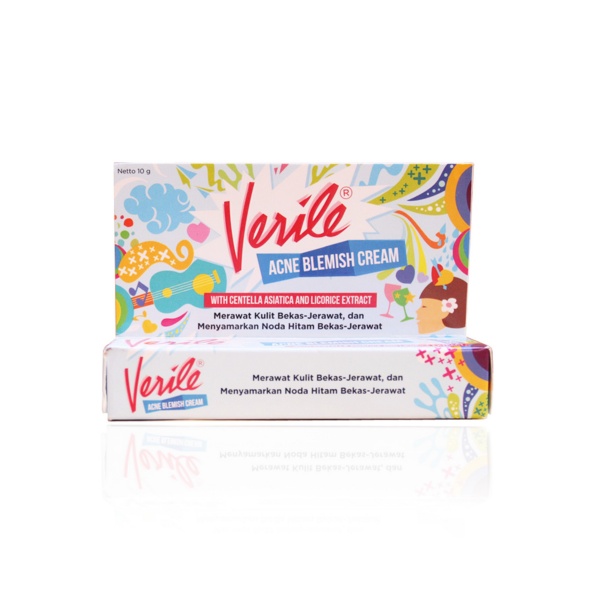 Netto 10 g
Verile®
ACNE BLEMISH CREAM
WITH CENTELLA ASIATICA AND LICORICE EXTRACT
Merawat Kulit Bekas-Jerawat, dan
Menyamarkan Noda Hitam Bekas-Jerawat
Verile®
ACNE BLEMISH CREAM
Merawat Kulit Bekas-Jerawat, dan
Menyamarkan Noda Hitam Bekas-Jerawat